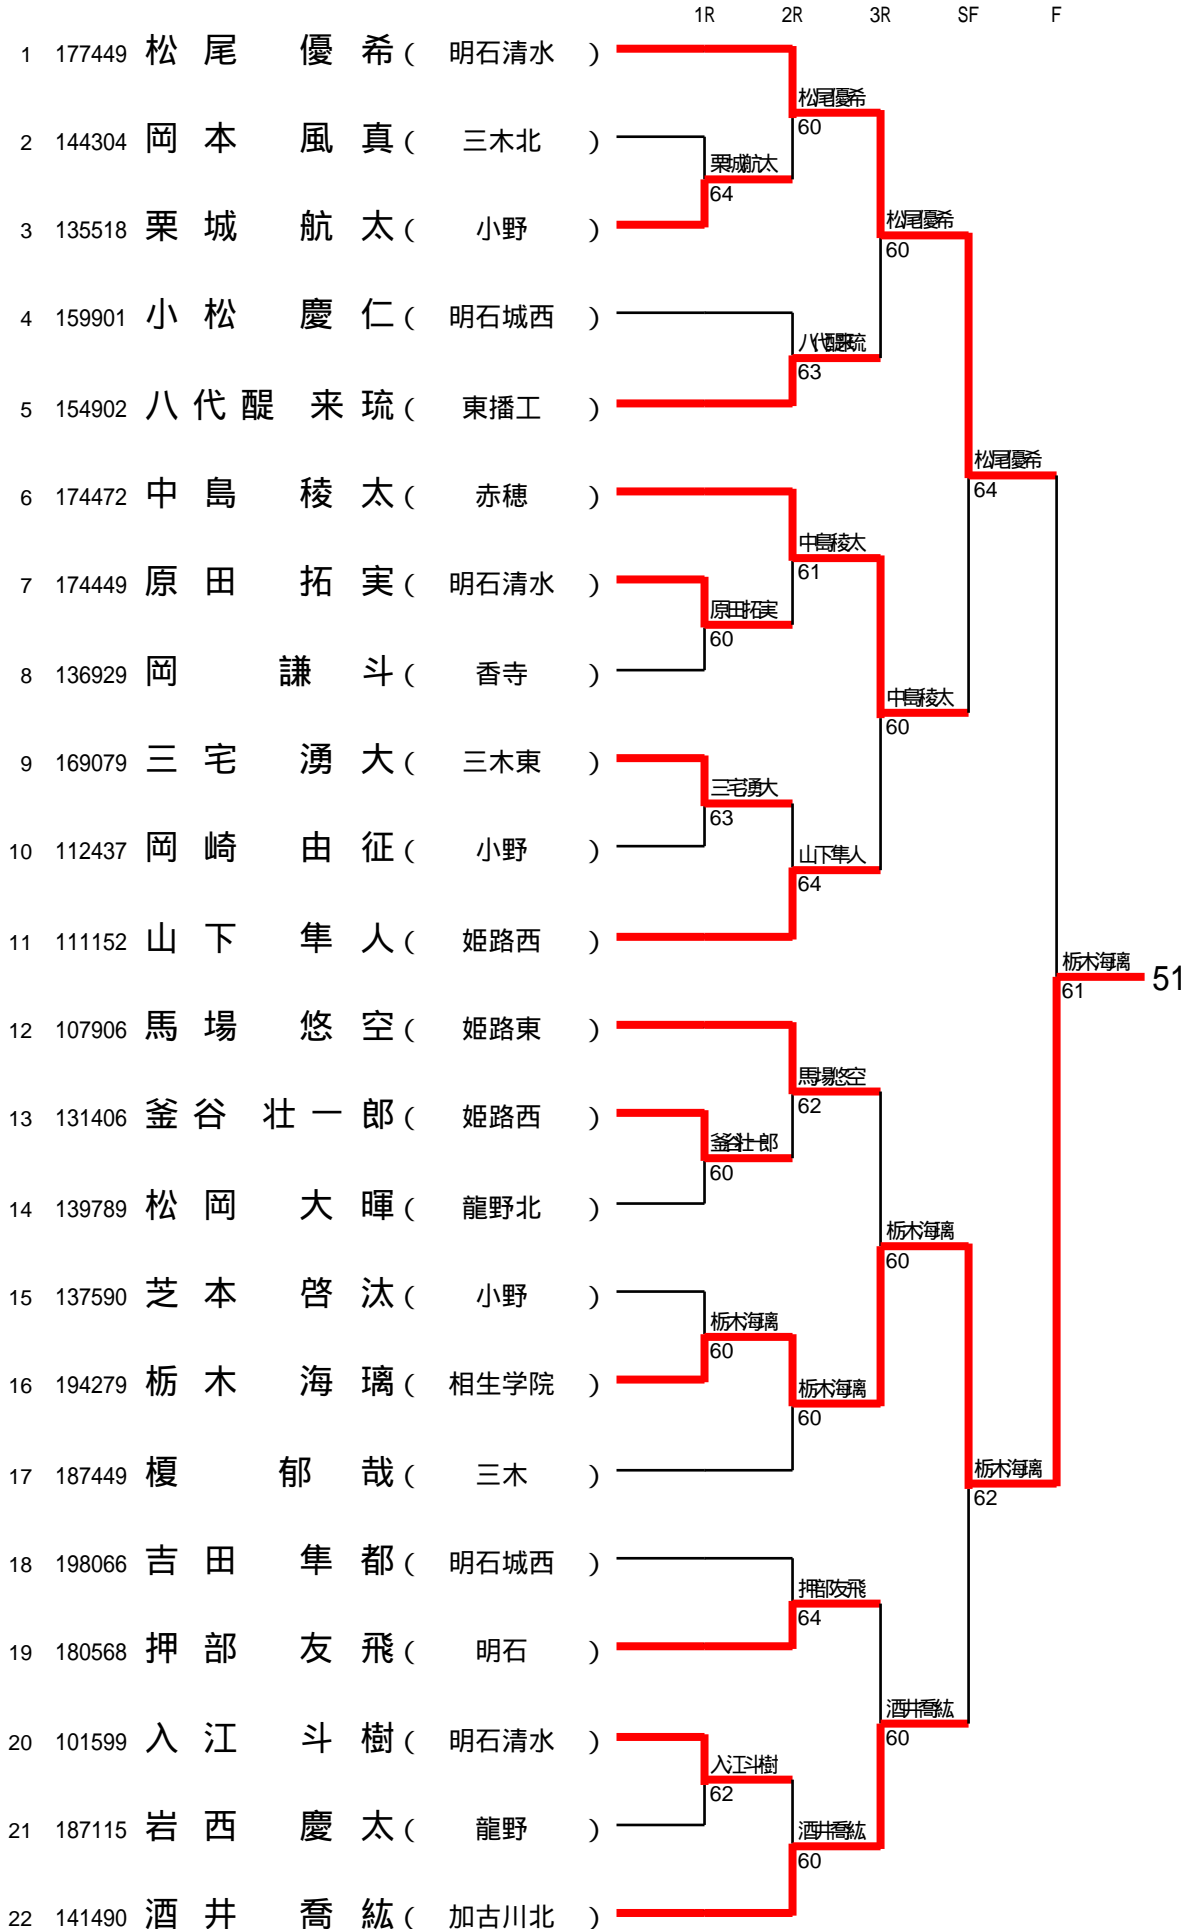 1R 2R 3R SF F
1 177449 松尾 優希 ( 明石清水 )
松尾優希
60
2 144304 岡本 風真 ( 三木北 )
栗城航太
64
3 135518 栗城 航太 ( 小野 )
松尾優希
60
4 159901 小松 慶仁 ( 明石城西 )
八代醍来琉
63
5 154902 八代醍 来琉 ( 東播工 )
松尾優希
64
6 174472 中島 稜太 ( 赤穂 )
中島稜太
61
7 174449 原田 拓実 ( 明石清水 )
原田拓実
60
8 136929 岡 謙斗 ( 香寺 )
中島稜太
60
9 169079 三宅 湧大 ( 三木東 )
三宅湧大
63
10 112437 岡崎 由征 ( 小野 )
山下隼人
64
11 111152 山下 隼人 ( 姫路西 )
栃木海璃
61
51
12 107906 馬場 悠空 ( 姫路東 )
馬場悠空
62
13 131406 釜谷 壮一郎 ( 姫路西 )
釜谷壮一郎
60
14 139789 松岡 大暉 ( 龍野北 )
栃木海璃
60
15 137590 芝本 啓汰 ( 小野 )
栃木海璃
60
16 194279 栃木 海璃 ( 相生学院 )
栃木海璃
60
17 187449 榎 郁哉 ( 三木 )
栃木海璃
62
18 198066 吉田 隼都 ( 明石城西 )
押部友飛
64
19 180568 押部 友飛 ( 明石 )
酒井喬紘
60
20 101599 入江 斗樹 ( 明石清水 )
入江斗樹
62
21 187115 岩西 慶太 ( 龍野 )
酒井喬紘
60
22 141490 酒井 喬紘 ( 加古川北 )